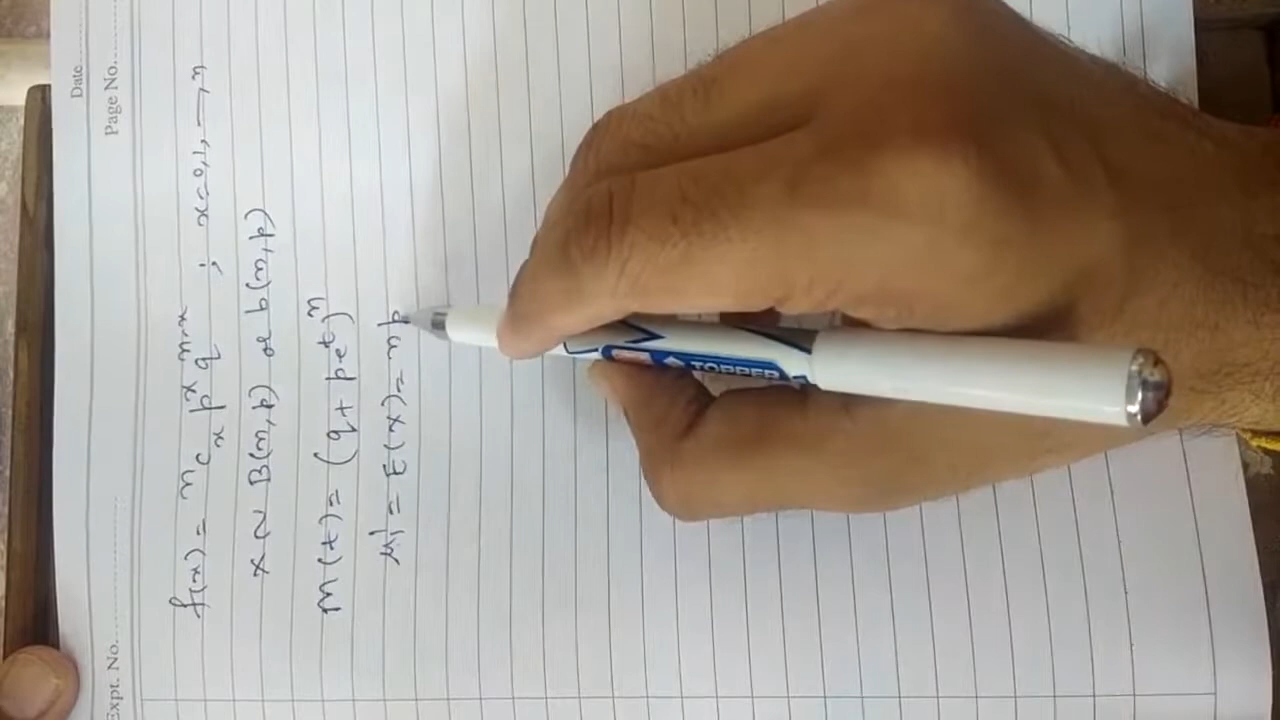 Date........
Page No......
Expt. No..............
f(x) = ⁿCₓ pˣ qⁿ⁻ˣ ; x = 0, 1, —, n
x ~ B(n, p) or b(n, p)
m(t) = (q + peᵗ)ⁿ
μ₁' = E(x) = np
TOPPER